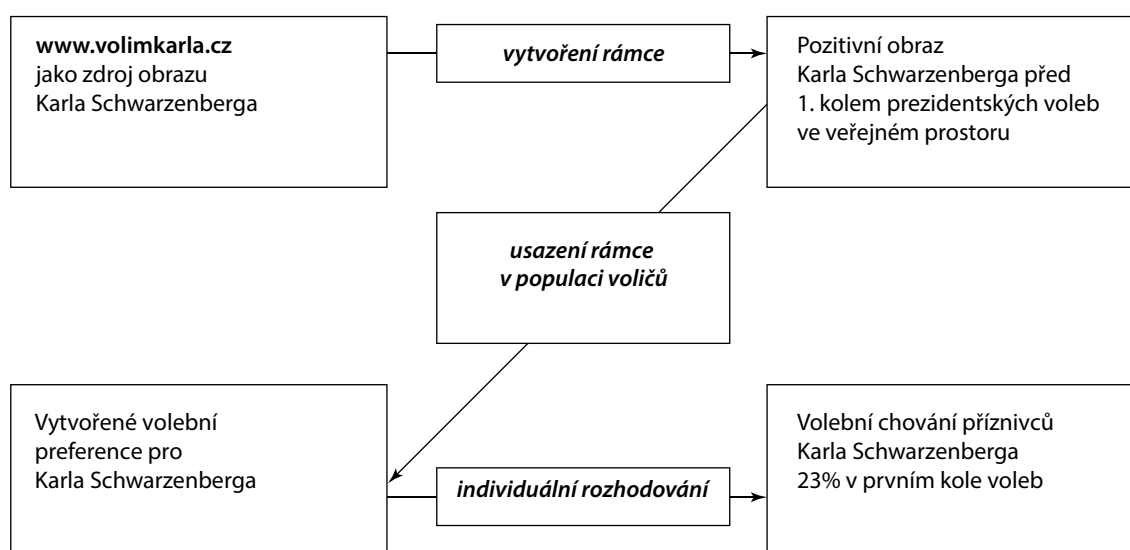 www.volimkarla.cz
jako zdroj obrazu
Karla Schwarzenberga
vytvoření rámce
Pozitivní obraz
Karla Schwarzenberga před
1. kolem prezidentských voleb
ve veřejném prostoru
usazení rámce
v populaci voličů
Vytvořené volební
preference pro
Karla Schwarzenberga
individuální rozhodování
Volební chování příznivců
Karla Schwarzenberga
23% v prvním kole voleb